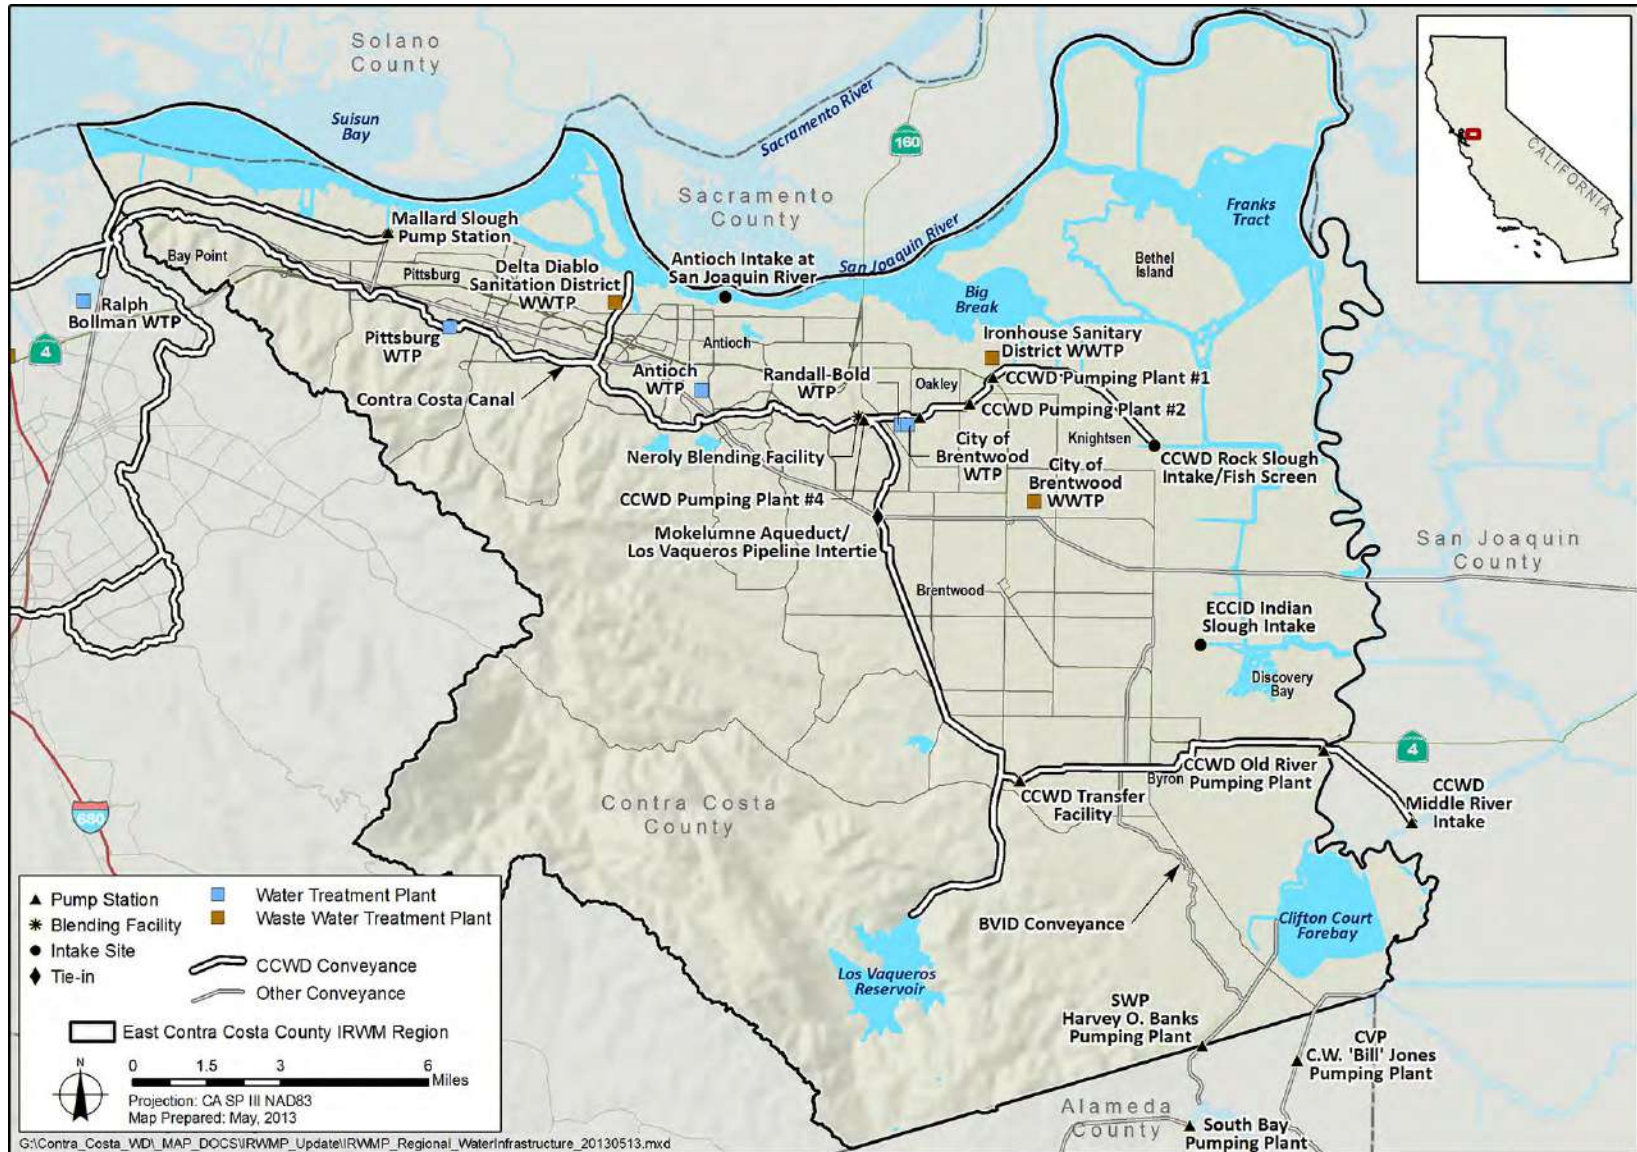 Solano
County
Suisun
Bay
Sacramento River
160
Sacramento
County
CALIFORNIA
Franks
Tract
Mallard Slough
Pump Station
Bay Point
Pittsburg
Delta Diablo
Sanitation District
WWTP
Antioch Intake at
San Joaquin River
San Joaquin River
Bethel
Island
Big
Break
Ralph
Bollman WTP
4
Pittsburg
WTP
Antioch
Ironhouse Sanitary
District WWTP
Contra Costa Canal
Antioch
WTP
Randall-Bold
WTP
Oakley
CCWD Pumping Plant #1
CCWD Pumping Plant #2
Knightsen
Neroly Blending Facility
City of
Brentwood
WTP
City of
Brentwood
WWTP
CCWD Rock Slough
Intake/Fish Screen
CCWD Pumping Plant #4
Mokelumne Aqueduct/
Los Vaqueros Pipeline Intertie
San Joaquin
County
Brentwood
ECCID Indian
Slough Intake
Discovery
Bay
4
CCWD Old River
Pumping Plant
Byron
CCWD
Middle River
Intake
CCWD Transfer
Facility
Contra Costa
County
680
BVID Conveyance
Clifton Court
Forebay
Los Vaqueros
Reservoir
SWP
Harvey O. Banks
Pumping Plant
CVP
C.W. 'Bill' Jones
Pumping Plant
Alameda
County
South Bay
Pumping Plant
Pump Station
Blending Facility
Intake Site
Tie-in
Water Treatment Plant
Waste Water Treatment Plant
CCWD Conveyance
Other Conveyance
East Contra Costa County IRWM Region
N
0 1.5 3 6
Miles
Projection: CA SP III NAD83
Map Prepared: May, 2013
G:\Contra_Costa_WD\_MAP_DOCS\IRWMP_Update\IRWMP_Regional_WaterInfrastructure_20130513.mxd